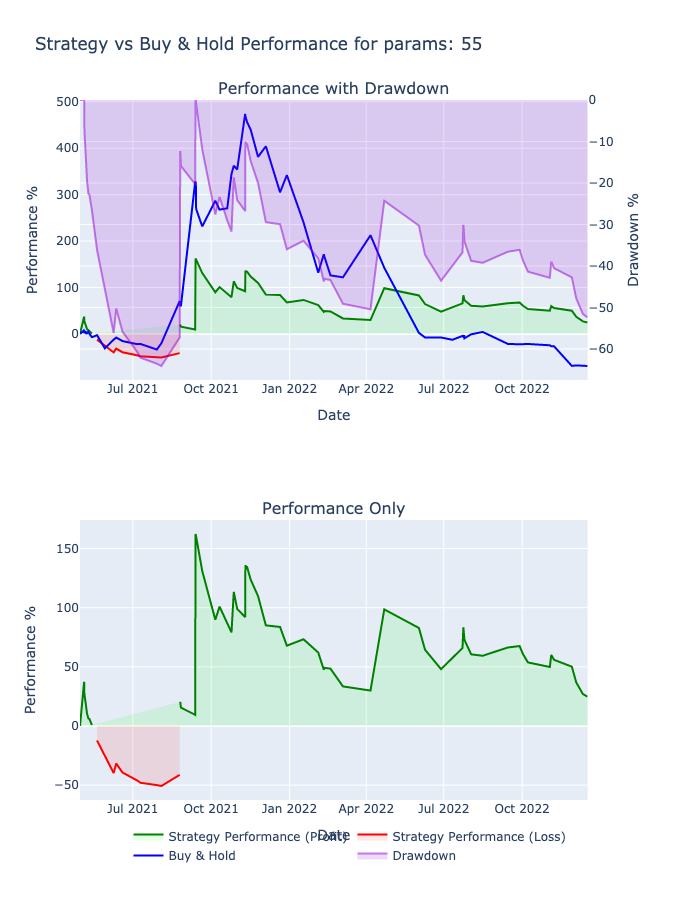 Strategy vs Buy & Hold Performance for params: 55
Performance with Drawdown
500
400
300
200
100
0
Performance %
0
−10
−20
−30
−40
−50
−60
Drawdown %
Jul 2021 Oct 2021 Jan 2022 Apr 2022 Jul 2022 Oct 2022
Date
Performance Only
150
100
50
0
−50
Performance %
Jul 2021 Oct 2021 Jan 2022 Apr 2022 Jul 2022 Oct 2022
Date
Strategy Performance (Profit) Strategy Performance (Loss)
Buy & Hold Drawdown